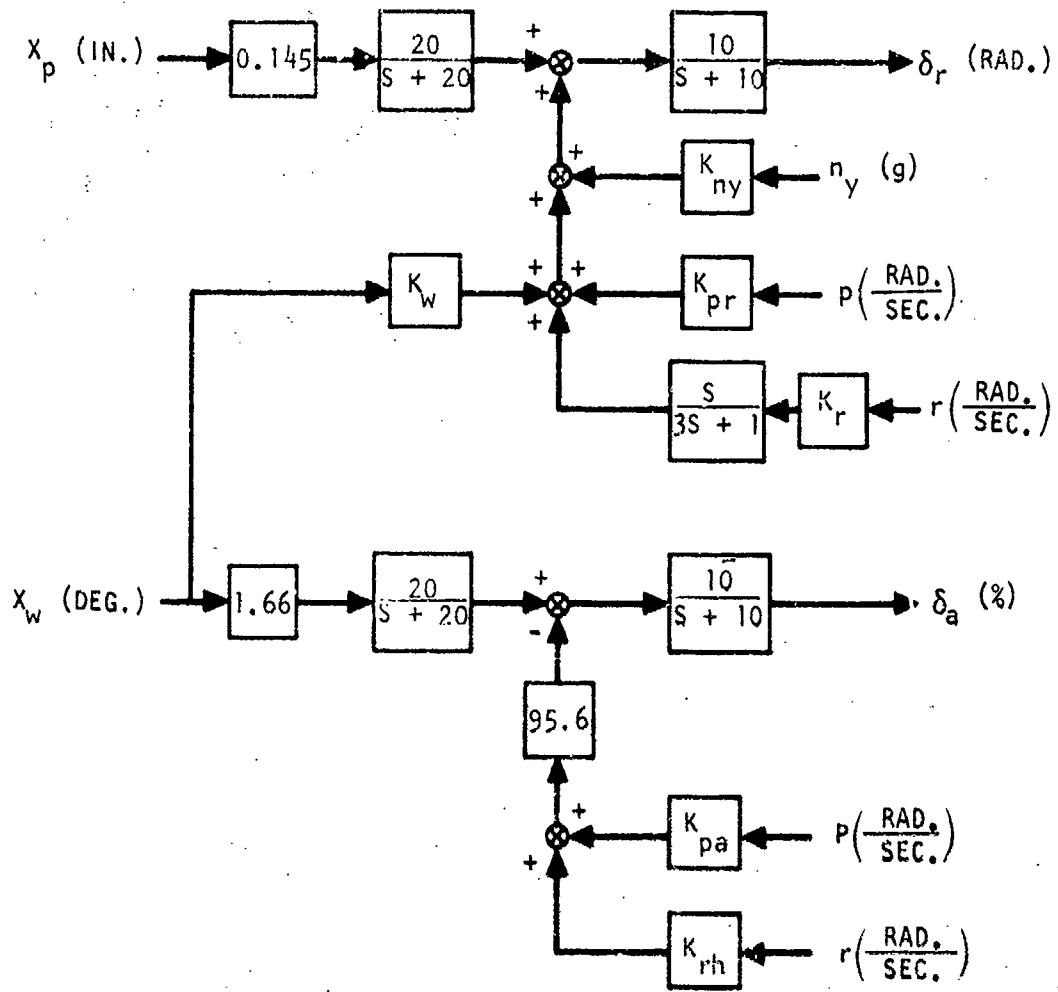 X_p (IN.)
0.145
20
S + 20
+
+
10
S + 10
δ_r (RAD.)
+
+
K_ny
n_y (g)
K_w
+
+
+
K_pr
p(RAD./SEC.)
S
3S + 1
K_r
r(RAD./SEC.)
X_w (DEG.)
1.66
20
S + 20
+
-
10
S + 10
δ_a (%)
95.6
+
+
K_pa
P(RAD./SEC.)
K_rh
r(RAD./SEC.)